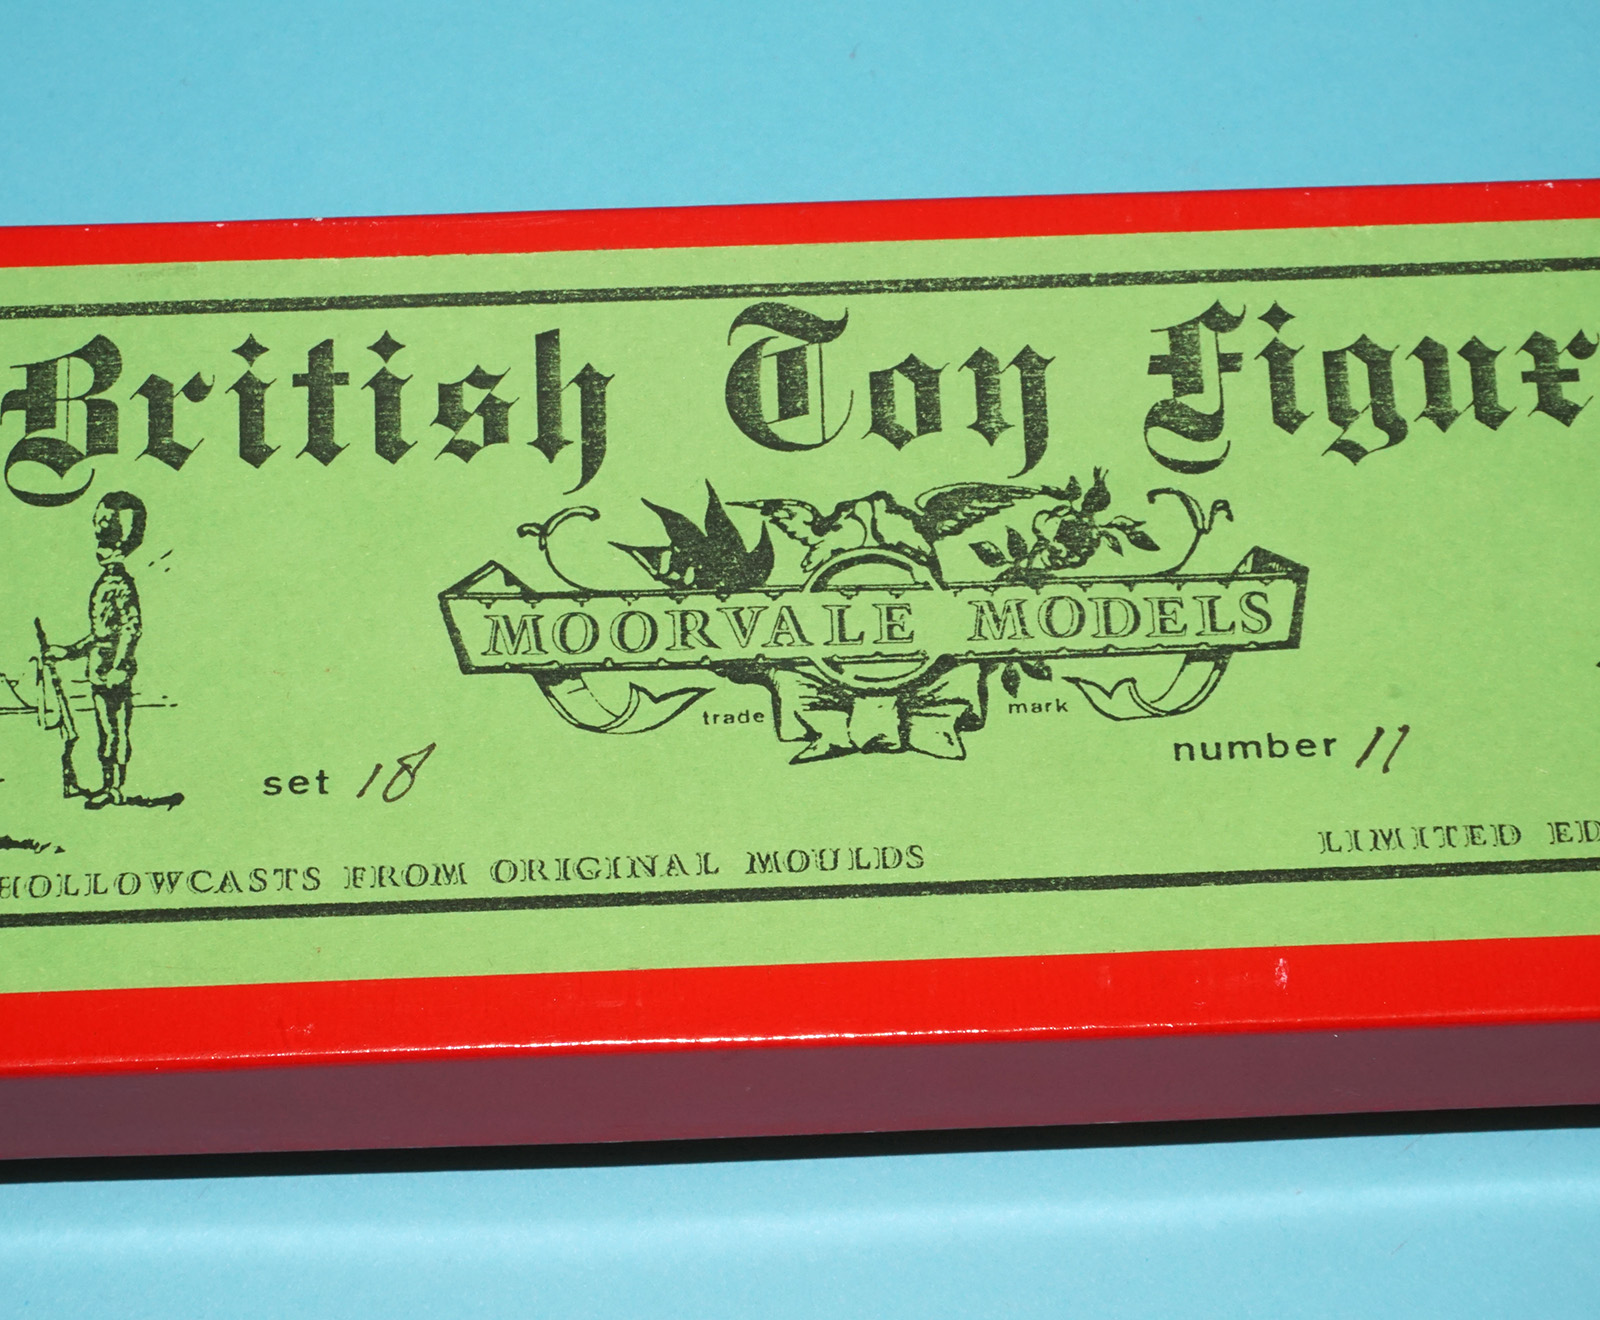 British Toy Figur
MOORVALE MODELS
trade mark
set 18
number 11
HOLLOWCASTS FROM ORIGINAL MOULDS
LIMITED ED